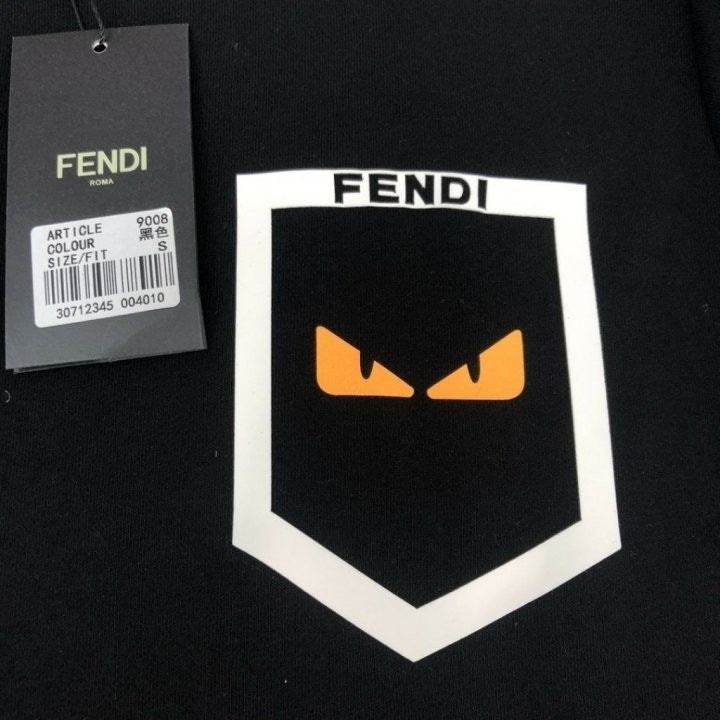 FENDI
ROMA
ARTICLE 9008
COLOUR 黑色
SIZE/FIT S
30712345 004010
FENDI